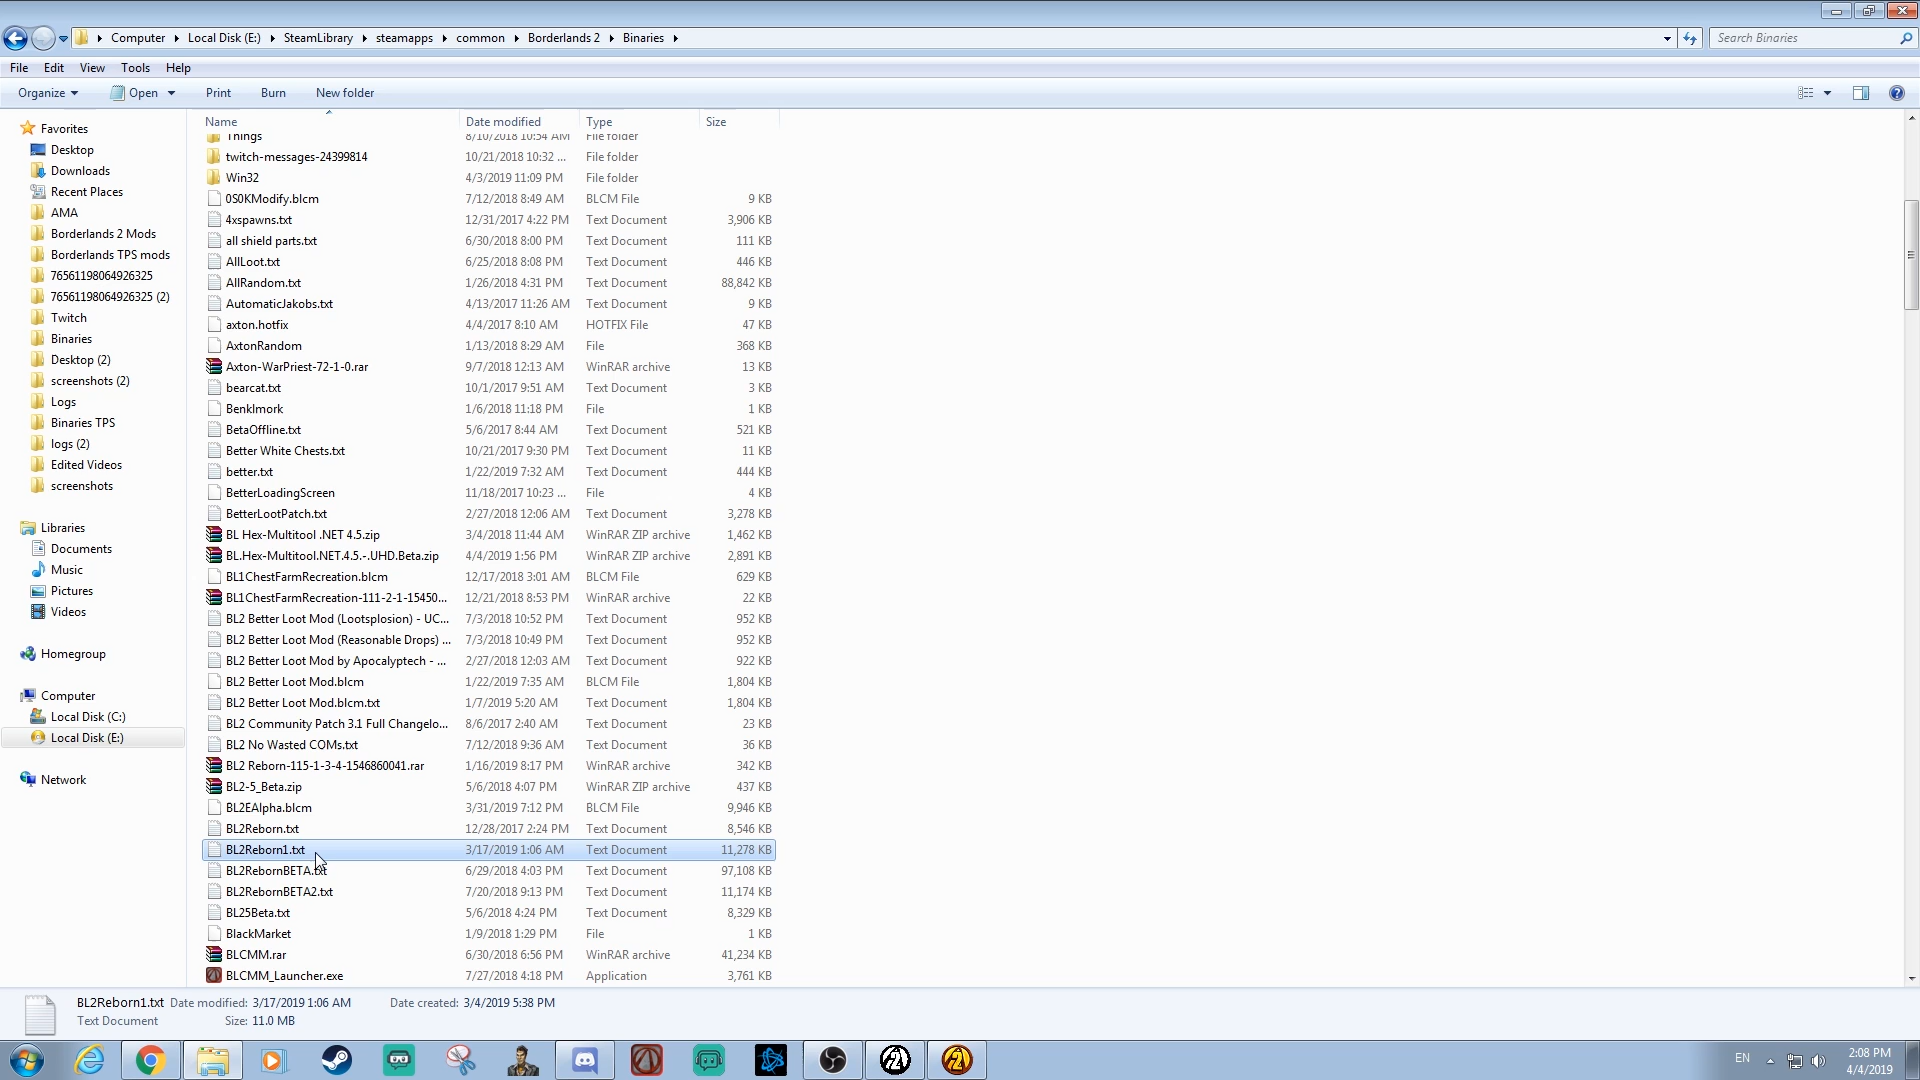 Computer Local Disk (E:) SteamLibrary steamapps common Borderlands 2 Binaries Search Binaries
File Edit View Tools Help
Organize Open Print Burn New folder
Name Date modified Type Size
Favorites
Desktop
Downloads
Recent Places
AMA
Borderlands 2 Mods
Borderlands TPS mods
76561198064926325
76561198064926325 (2)
Twitch
Binaries
Desktop (2)
screenshots (2)
Logs
Binaries TPS
logs (2)
Edited Videos
screenshots
Libraries
Documents
Music
Pictures
Videos
Homegroup
Computer
Local Disk (C:)
Local Disk (E:)
Network
Things 8/10/2018 10:54 AM File folder
twitch-messages-24399814 10/21/2018 10:32 ... File folder
Win32 4/3/2019 11:09 PM File folder
0S0KModify.blcm 7/12/2018 8:49 AM BLCM File 9 KB
4xspawns.txt 12/31/2017 4:22 PM Text Document 3,906 KB
all shield parts.txt 6/30/2018 8:00 PM Text Document 111 KB
AllLoot.txt 6/25/2018 8:08 PM Text Document 446 KB
AllRandom.txt 1/26/2018 4:31 PM Text Document 88,842 KB
AutomaticJakobs.txt 4/13/2017 11:26 AM Text Document 9 KB
axton.hotfix 4/4/2017 8:10 AM HOTFIX File 47 KB
AxtonRandom 1/13/2018 8:29 AM File 368 KB
Axton-WarPriest-72-1-0.rar 9/7/2018 12:13 AM WinRAR archive 13 KB
bearcat.txt 10/1/2017 9:51 AM Text Document 3 KB
Benklmork 1/6/2018 11:18 PM File 1 KB
BetaOffline.txt 5/6/2017 8:44 AM Text Document 521 KB
Better White Chests.txt 10/21/2017 9:30 PM Text Document 11 KB
better.txt 1/22/2019 7:32 AM Text Document 444 KB
BetterLoadingScreen 11/18/2017 10:23 ... File 4 KB
BetterLootPatch.txt 2/27/2018 12:06 AM Text Document 3,278 KB
BL Hex-Multitool .NET 4.5.zip 3/4/2018 11:44 AM WinRAR ZIP archive 1,462 KB
BL.Hex-Multitool.NET.4.5.-.UHD.Beta.zip 4/4/2019 1:56 PM WinRAR ZIP archive 2,891 KB
BL1ChestFarmRecreation.blcm 12/17/2018 3:01 AM BLCM File 629 KB
BL1ChestFarmRecreation-111-2-1-15450... 12/21/2018 8:53 PM WinRAR archive 22 KB
BL2 Better Loot Mod (Lootsplosion) - UC... 7/3/2018 10:52 PM Text Document 952 KB
BL2 Better Loot Mod (Reasonable Drops) ... 7/3/2018 10:49 PM Text Document 952 KB
BL2 Better Loot Mod by Apocalyptech - ... 2/27/2018 12:03 AM Text Document 922 KB
BL2 Better Loot Mod.blcm 1/22/2019 7:35 AM BLCM File 1,804 KB
BL2 Better Loot Mod.blcm.txt 1/7/2019 5:20 AM Text Document 1,804 KB
BL2 Community Patch 3.1 Full Changelo... 8/6/2017 2:40 AM Text Document 23 KB
BL2 No Wasted COMs.txt 7/12/2018 9:36 AM Text Document 36 KB
BL2 Reborn-115-1-3-4-1546860041.rar 1/16/2019 8:17 PM WinRAR archive 342 KB
BL2-5_Beta.zip 5/6/2018 4:07 PM WinRAR ZIP archive 437 KB
BL2EAlpha.blcm 3/31/2019 7:12 PM BLCM File 9,946 KB
BL2Reborn.txt 12/28/2017 2:24 PM Text Document 8,546 KB
BL2Reborn1.txt 3/17/2019 1:06 AM Text Document 11,278 KB
BL2RebornBETA.txt 6/29/2018 4:03 PM Text Document 97,108 KB
BL2RebornBETA2.txt 7/20/2018 9:13 PM Text Document 11,174 KB
BL25Beta.txt 5/6/2018 4:24 PM Text Document 8,329 KB
BlackMarket 1/9/2018 1:29 PM File 1 KB
BLCMM.rar 6/30/2018 6:56 PM WinRAR archive 41,234 KB
BLCMM_Launcher.exe 7/27/2018 4:18 PM Application 3,761 KB
BL2Reborn1.txt Date modified: 3/17/2019 1:06 AM Date created: 3/4/2019 5:38 PM
Text Document Size: 11.0 MB
EN 2:08 PM
4/4/2019